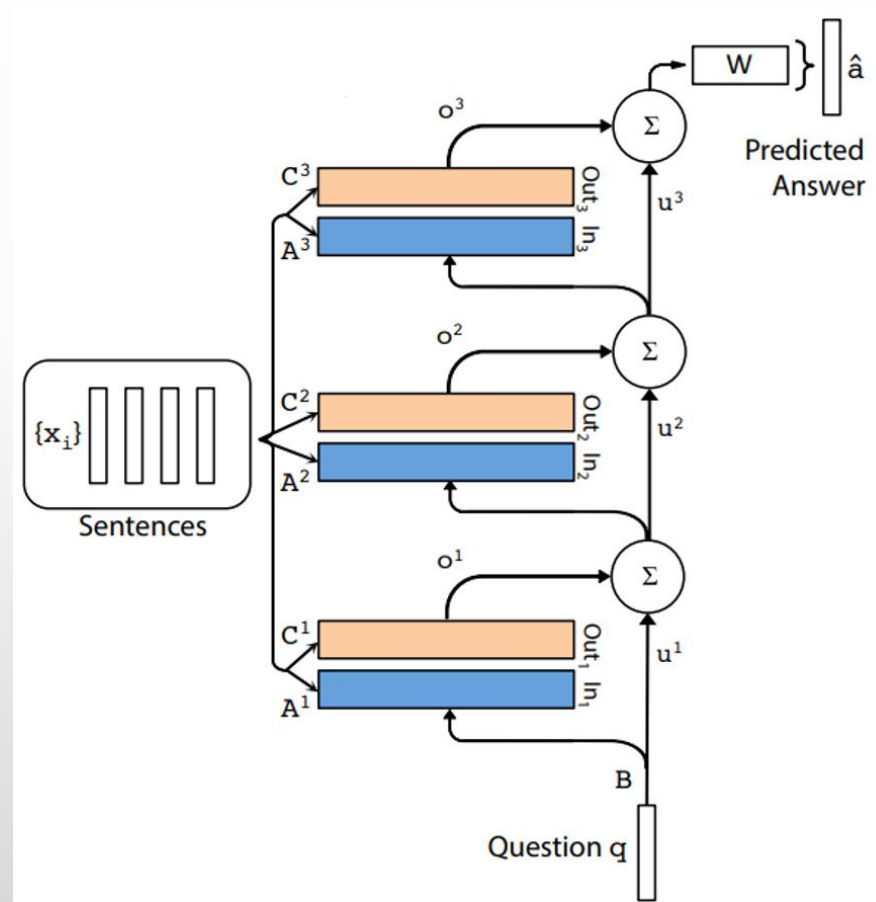 W
â
Predicted
Answer
Σ
o³
C³
Out₃
In₃
A³
u³
Σ
o²
C²
Out₂
In₂
A²
u²
{xᵢ}
Sentences
Σ
o¹
C¹
Out₁
In₁
A¹
u¹
B
Question q